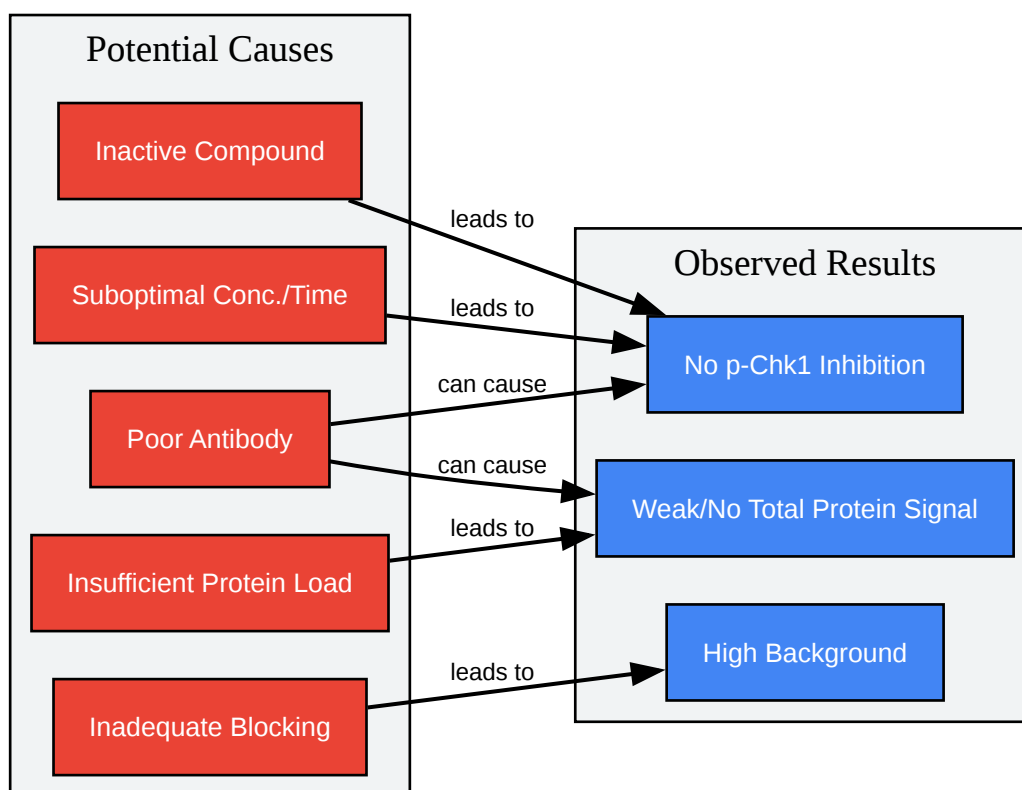 Potential Causes
Inactive Compound
Suboptimal Conc./Time
Poor Antibody
Insufficient Protein Load
Inadequate Blocking
leads to
leads to
can cause
can cause
leads to
leads to
Observed Results
No p-Chk1 Inhibition
Weak/No Total Protein Signal
High Background